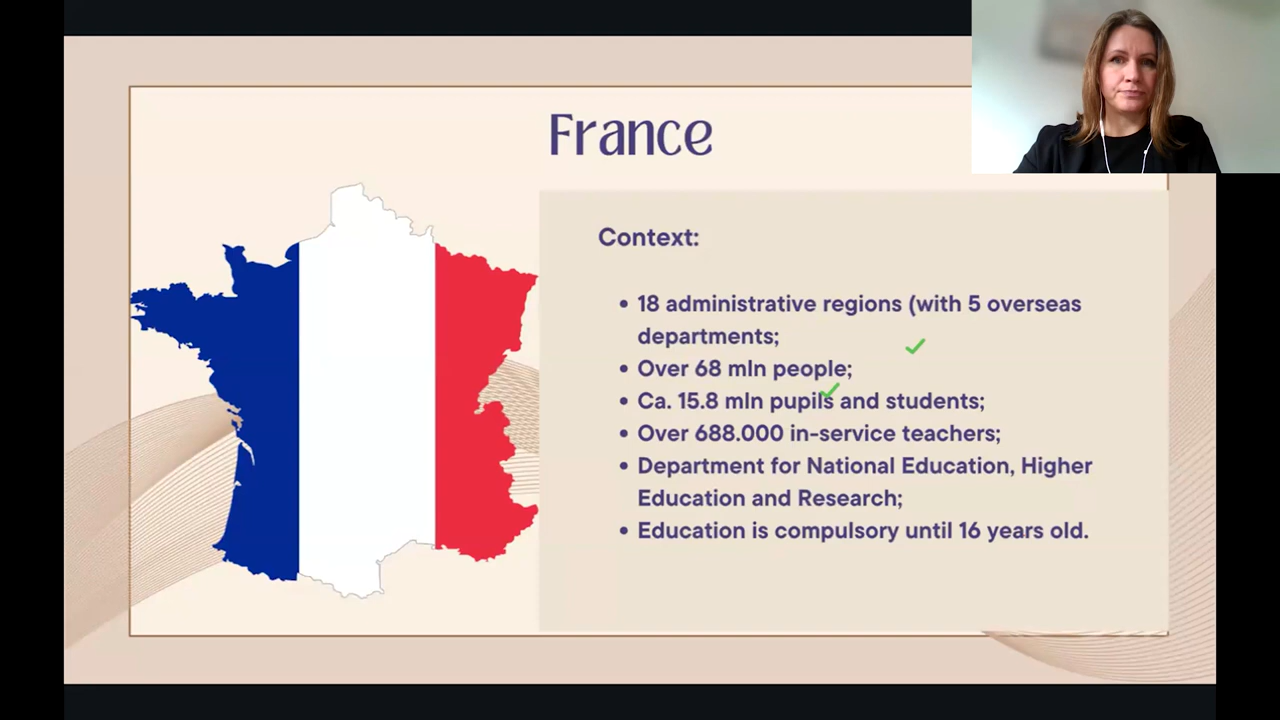 France
Context:
18 administrative regions (with 5 overseas
departments;
Over 68 mln people;
Ca. 15.8 mln pupils and students;
Over 688.000 in-service teachers;
Department for National Education, Higher
Education and Research;
Education is compulsory until 16 years old.